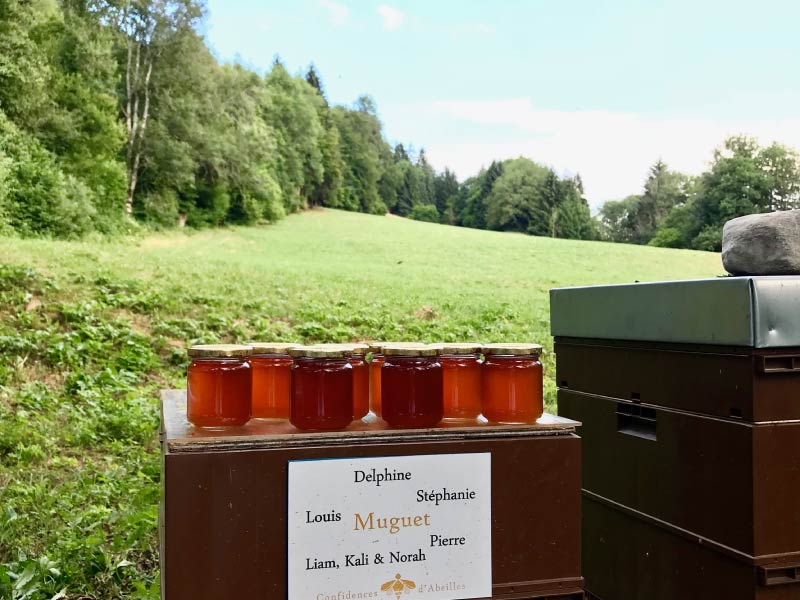 Delphine
Stéphanie
Louis
Muguet
Pierre
Liam, Kali & Norah
Confidences d'Abeilles